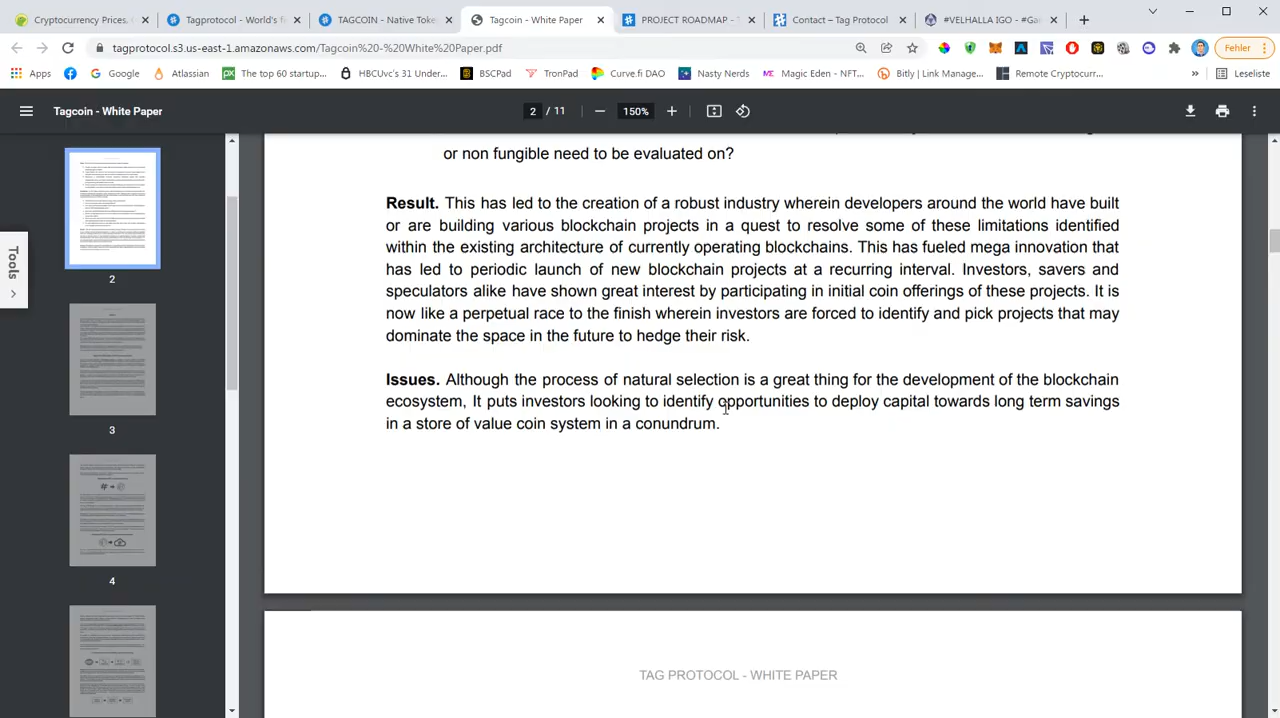 Cryptocurrency Prices,
Tagprotocol - World's f
TAGCOIN - Native Toke
Tagcoin - White Paper
PROJECT ROADMAP - T
Contact – Tag Protocol
#VELHALLA IGO - #Ga
tagprotocol.s3.us-east-1.amazonaws.com/Tagcoin%20-%20White%20Paper.pdf
Fehler
Apps
Google
Atlassian
The top 60 startup...
HBCUvc's 31 Under...
BSCPad
TronPad
Curve.fi DAO
Nasty Nerds
Magic Eden - NFT...
Bitly | Link Manage...
Remote Cryptocurr...
»
Leseliste
Tagcoin - White Paper
2 / 11
150%
Tools
2
3
4
or non fungible need to be evaluated on?
Result. This has led to the creation of a robust industry wherein developers around the world have built
or are building various blockchain projects in a quest to resolve some of these limitations identified
within the existing architecture of currently operating blockchains. This has fueled mega innovation that
has led to periodic launch of new blockchain projects at a recurring interval. Investors, savers and
speculators alike have shown great interest by participating in initial coin offerings of these projects. It is
now like a perpetual race to the finish wherein investors are forced to identify and pick projects that may
dominate the space in the future to hedge their risk.
Issues. Although the process of natural selection is a great thing for the development of the blockchain
ecosystem, It puts investors looking to identify opportunities to deploy capital towards long term savings
in a store of value coin system in a conundrum.
TAG PROTOCOL - WHITE PAPER